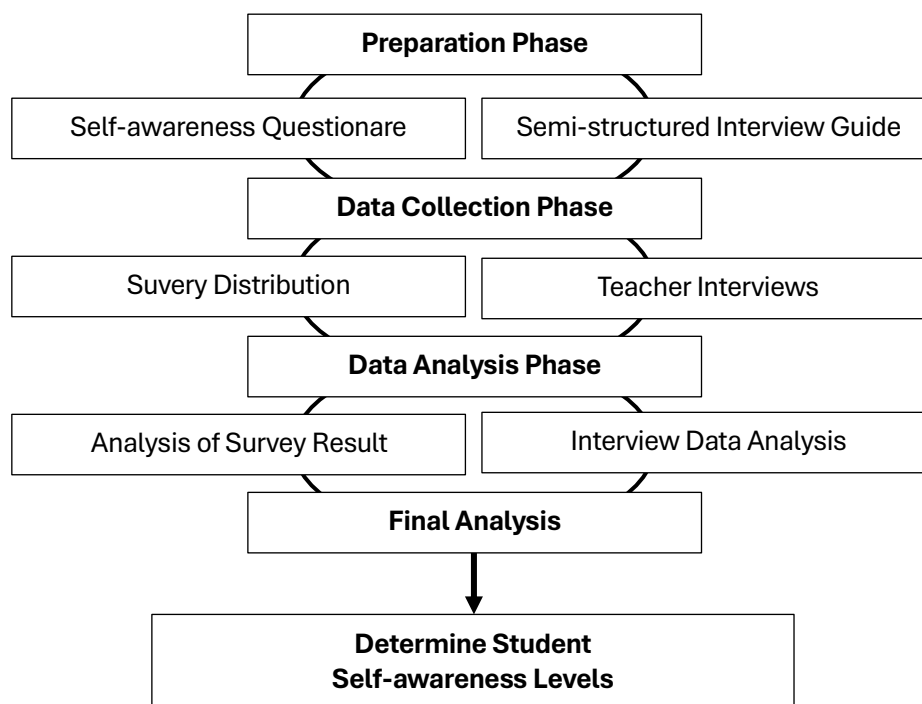 Preparation Phase
Self-awareness Questionare
Semi-structured Interview Guide
Data Collection Phase
Suvery Distribution
Teacher Interviews
Data Analysis Phase
Analysis of Survey Result
Interview Data Analysis
Final Analysis
Determine Student
Self-awareness Levels